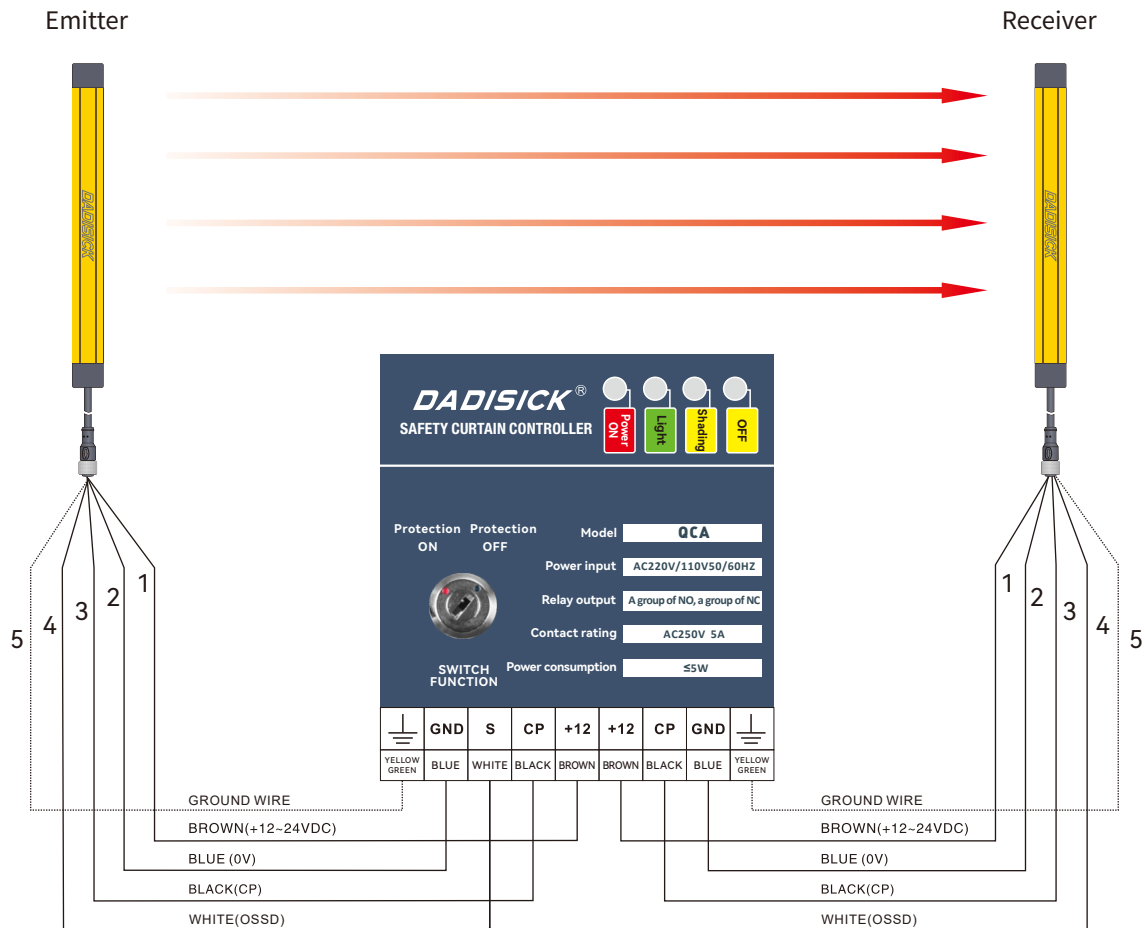 Emitter
Receiver
DADISICK
DADISICK
DADISICK®
SAFETY CURTAIN CONTROLLER
Power ON
Light
Shading
OFF
Protection ON
Protection OFF
SWITCH FUNCTION
Model QCA
Power input AC220V/110V50/60HZ
Relay output A group of NO, a group of NC
Contact rating AC250V 5A
Power consumption ≤5W
GND S CP +12 +12 CP GND
YELLOW GREEN BLUE WHITE BLACK BROWN BROWN BLACK BLUE YELLOW GREEN
5 4 3 2 1
1 2 3 4 5
GROUND WIRE
BROWN(+12~24VDC)
BLUE (0V)
BLACK(CP)
WHITE(OSSD)
GROUND WIRE
BROWN(+12~24VDC)
BLUE (0V)
BLACK(CP)
WHITE(OSSD)